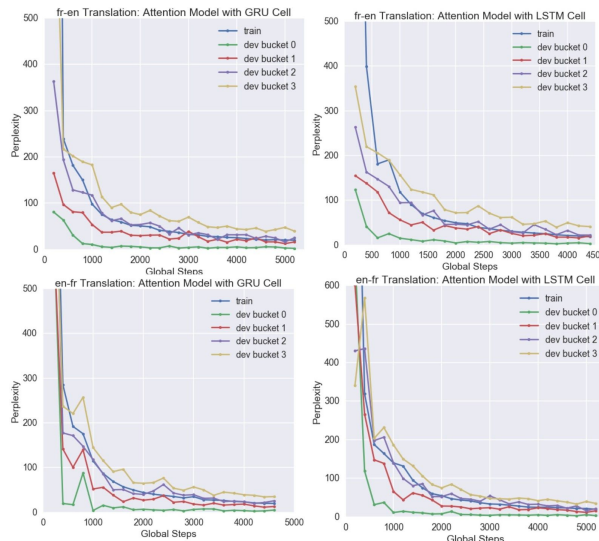 fr-en Translation: Attention Model with GRU Cell
500
400
300
200
100
0
Perplexity
train
dev bucket 0
dev bucket 1
dev bucket 2
dev bucket 3
0 1000 2000 3000 4000 5000
Global Steps
fr-en Translation: Attention Model with LSTM Cell
500
400
300
200
100
0
Perplexity
train
dev bucket 0
dev bucket 1
dev bucket 2
dev bucket 3
0 500 1000 1500 2000 2500 3000 3500 4000 4500
Global Steps
en-fr Translation: Attention Model with GRU Cell
500
400
300
200
100
0
Perplexity
train
dev bucket 0
dev bucket 1
dev bucket 2
dev bucket 3
0 1000 2000 3000 4000 5000
Global Steps
en-fr Translation: Attention Model with LSTM Cell
600
500
400
300
200
100
0
Perplexity
train
dev bucket 0
dev bucket 1
dev bucket 2
dev bucket 3
0 1000 2000 3000 4000 5000
Global Steps